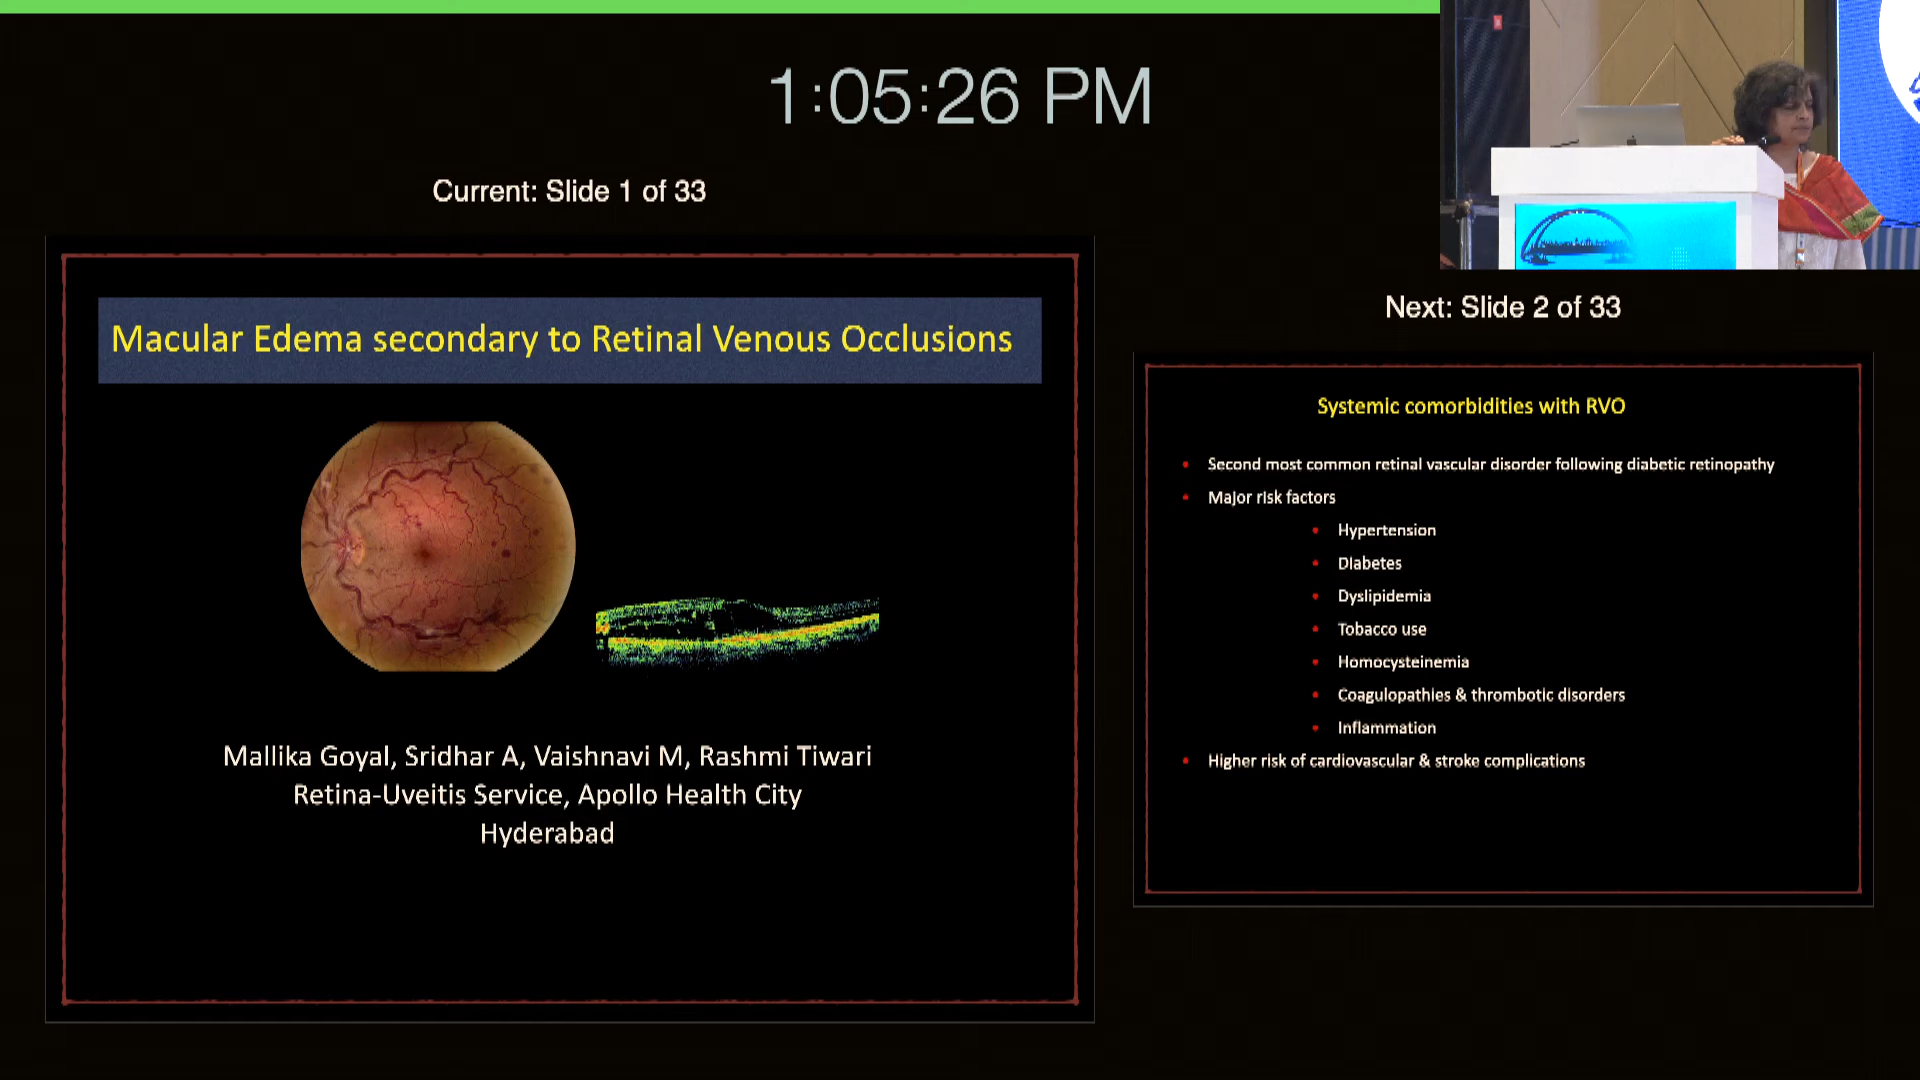 1:05:26 PM
Current: Slide 1 of 33
Macular Edema secondary to Retinal Venous Occlusions
Mallika Goyal, Sridhar A, Vaishnavi M, Rashmi Tiwari
Retina-Uveitis Service, Apollo Health City
Hyderabad
Next: Slide 2 of 33
Systemic comorbidities with RVO
• Second most common retinal vascular disorder following diabetic retinopathy
• Major risk factors
• Hypertension
• Diabetes
• Dyslipidemia
• Tobacco use
• Homocysteinemia
• Coagulopathies & thrombotic disorders
• Inflammation
• Higher risk of cardiovascular & stroke complications